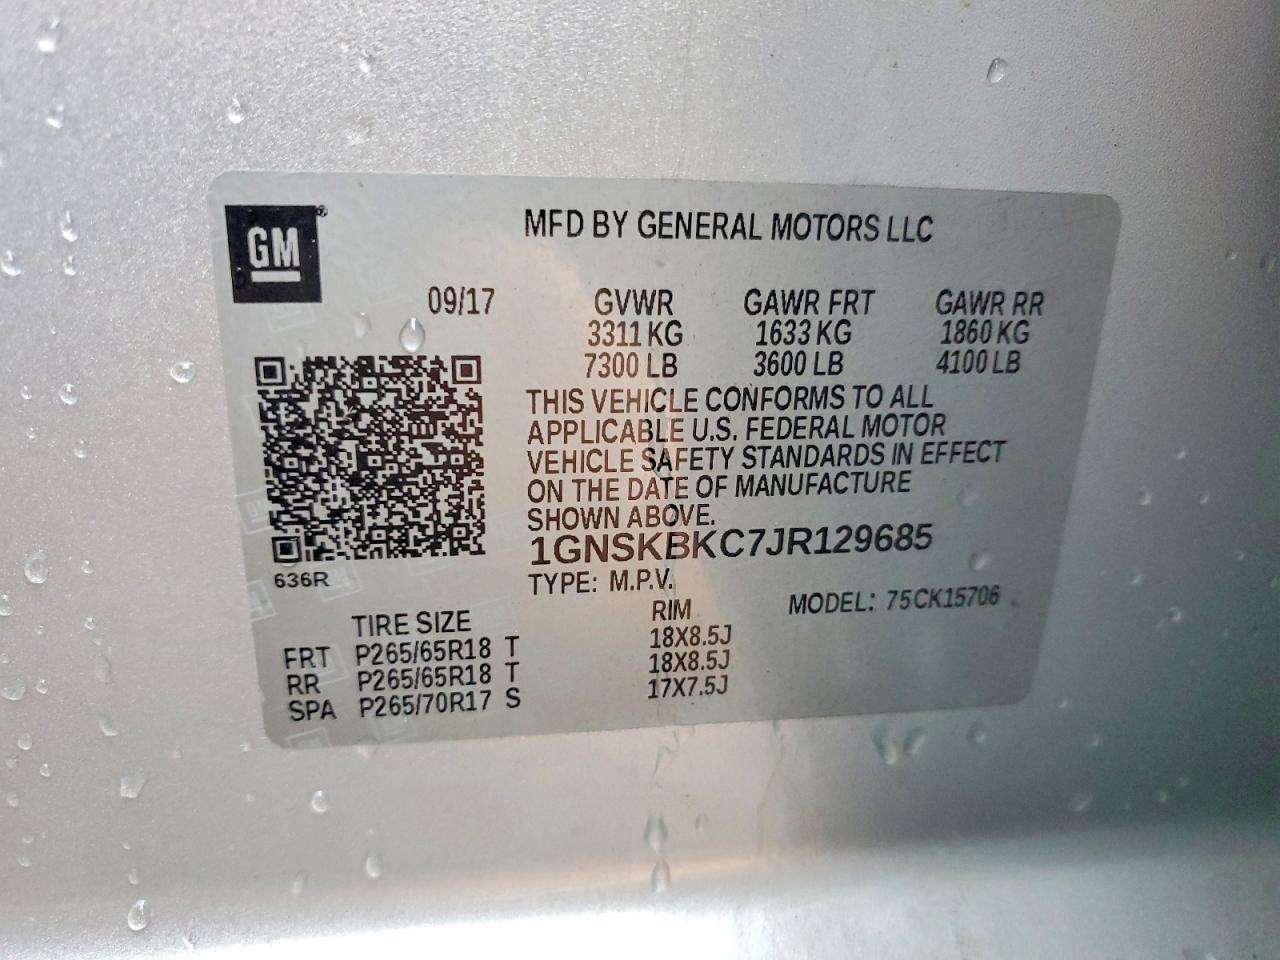 GM®
MFD BY GENERAL MOTORS LLC
09/17 GVWR GAWR FRT GAWR RR
3311 KG 1633 KG 1860 KG
7300 LB 3600 LB 4100 LB
THIS VEHICLE CONFORMS TO ALL
APPLICABLE U.S. FEDERAL MOTOR
VEHICLE SAFETY STANDARDS IN EFFECT
ON THE DATE OF MANUFACTURE
SHOWN ABOVE.
1GNSKBKC7JR129685
636R
TYPE: M.P.V. MODEL: 75CK15706
TIRE SIZE RIM
FRT P265/65R18 T 18X8.5J
RR P265/65R18 T 18X8.5J
SPA P265/70R17 S 17X7.5J